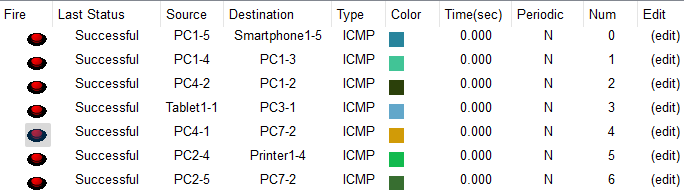 Fire Last Status Source Destination Type Color Time(sec) Periodic Num Edit
Successful PC1-5 Smartphone1-5 ICMP 0.000 N 0 (edit)
Successful PC1-4 PC1-3 ICMP 0.000 N 1 (edit)
Successful PC4-2 PC1-2 ICMP 0.000 N 2 (edit)
Successful Tablet1-1 PC3-1 ICMP 0.000 N 3 (edit)
Successful PC4-1 PC7-2 ICMP 0.000 N 4 (edit)
Successful PC2-4 Printer1-4 ICMP 0.000 N 5 (edit)
Successful PC2-5 PC7-2 ICMP 0.000 N 6 (edit)